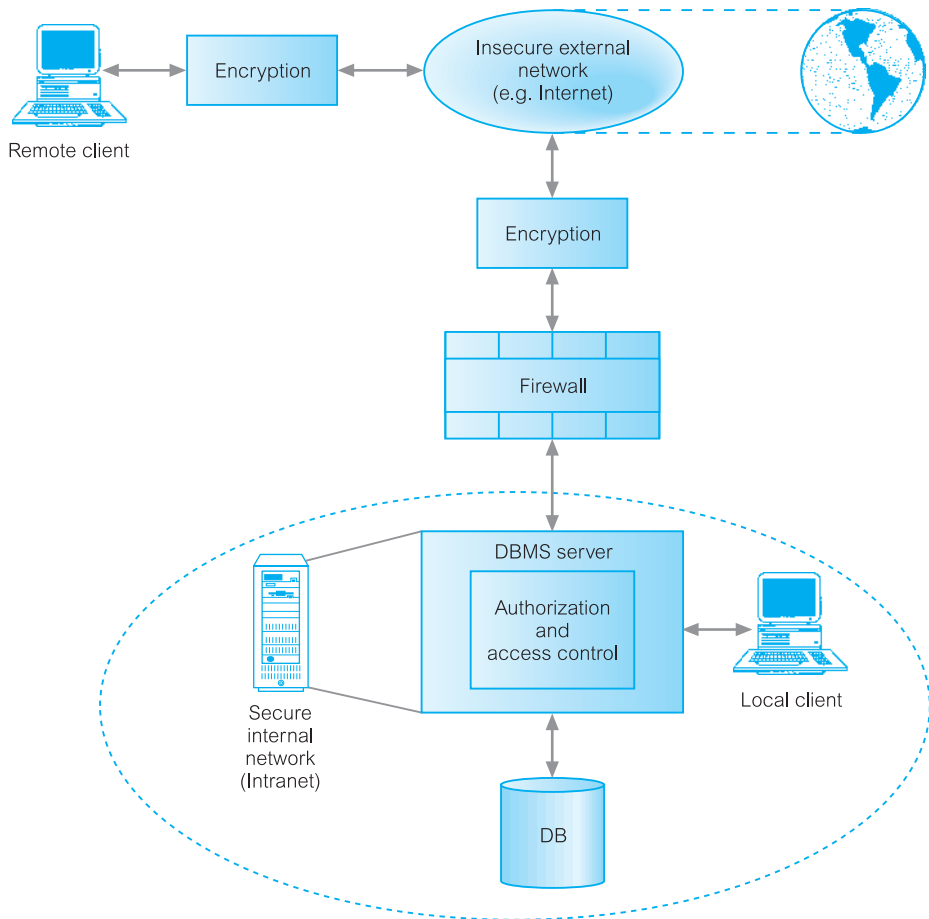 Encryption
Insecure external
network
(e.g. Internet)
Remote client
Encryption
Firewall
DBMS server
Authorization
and
access control
Secure
internal
network
(Intranet)
Local client
DB